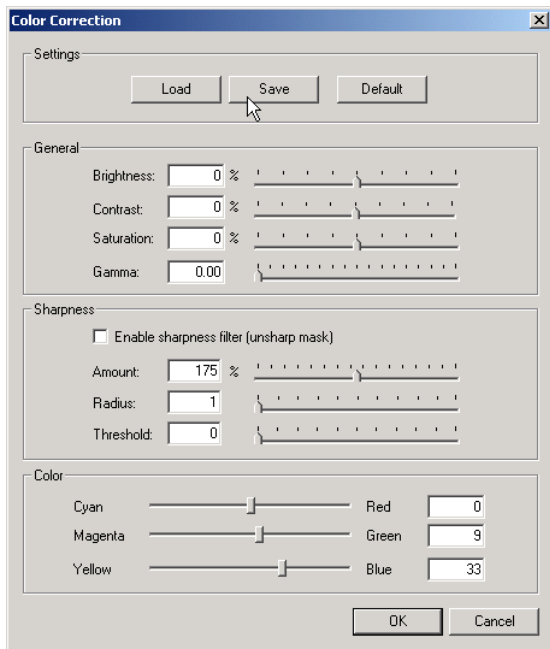 Color Correction
Settings
Load Save Default
General
Brightness: 0 %
Contrast: 0 %
Saturation: 0 %
Gamma: 0.00
Sharpness
Enable sharpness filter (unsharp mask)
Amount: 175 %
Radius: 1
Threshold: 0
Color
Cyan Red 0
Magenta Green 9
Yellow Blue 33
OK Cancel